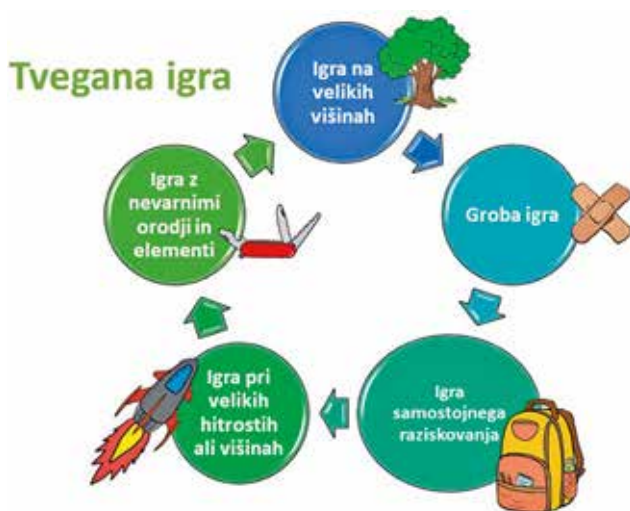 Tvegana igra
Igra na
velikih
višinah
Groba igra
Igra
samostojnega
raziskovanja
Igra pri
velikih
hitrostih
ali višinah
Igra z
nevarnimi
orodji in
elementi